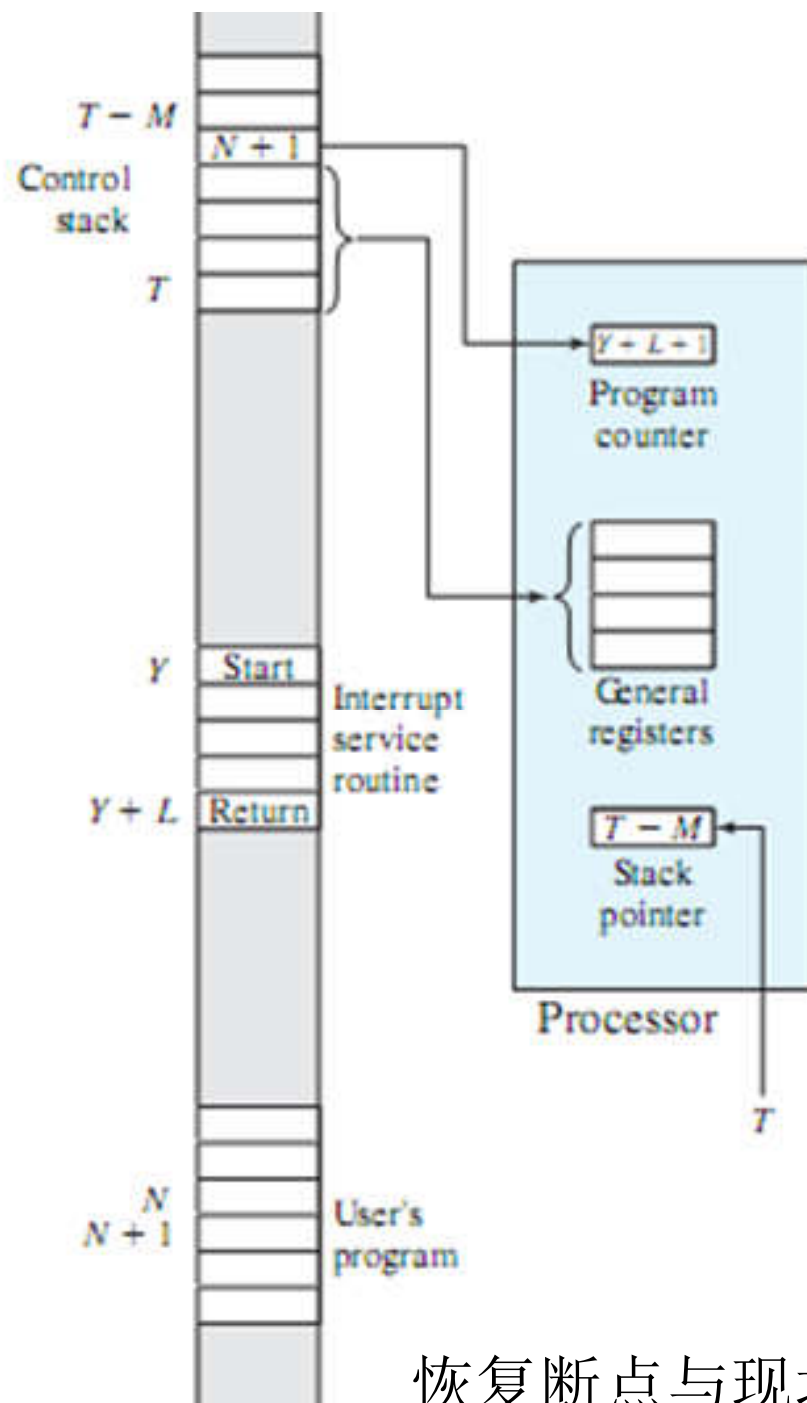 T − M
N + 1
Control
stack
T
Y + L + 1
Program
counter
Y
Start
Interrupt
service
routine
General
registers
Y + L
Return
T − M
Stack
pointer
Processor
T
N
N + 1
User's
program
恢复断点与现